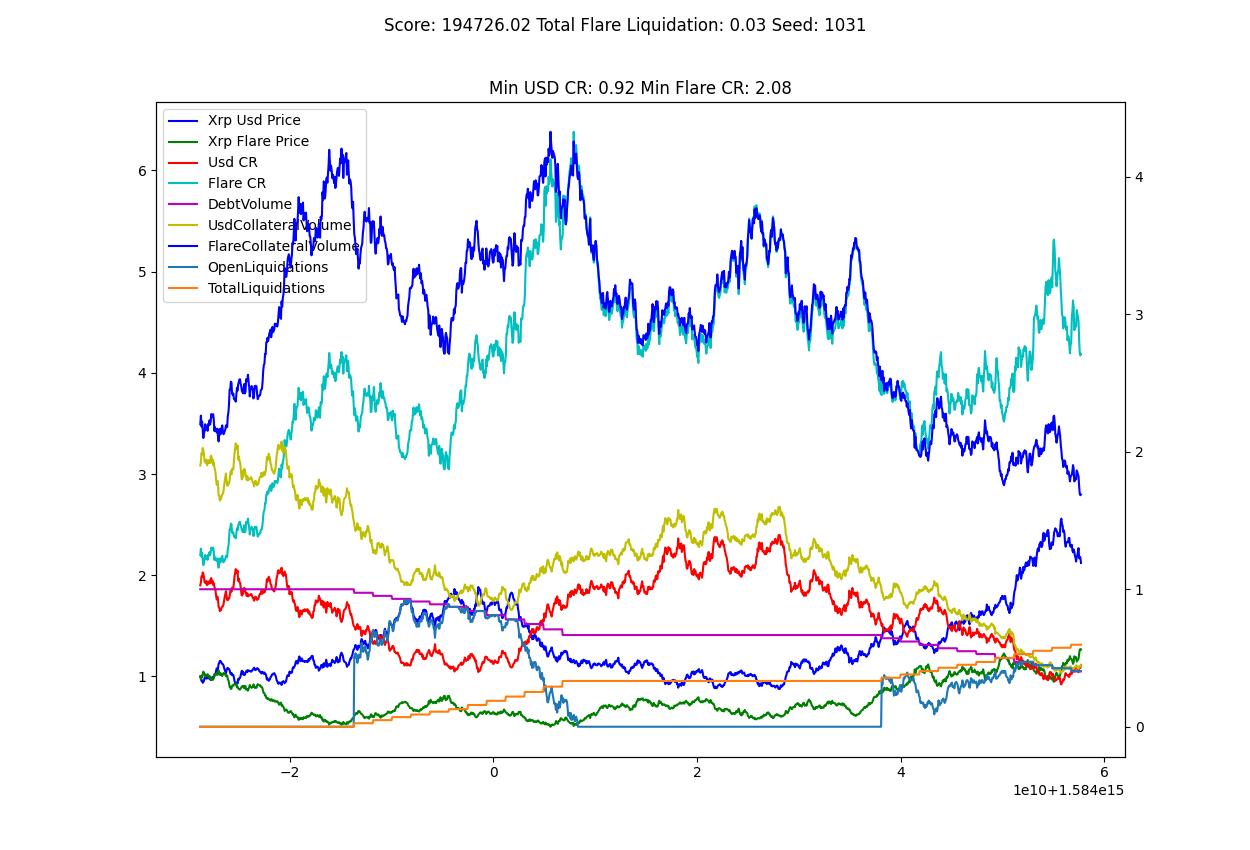 Score: 194726.02 Total Flare Liquidation: 0.03 Seed: 1031
Min USD CR: 0.92 Min Flare CR: 2.08
Xrp Usd Price
Xrp Flare Price
Usd CR
Flare CR
DebtVolume
UsdCollateralVolume
FlareCollateralVolume
OpenLiquidations
TotalLiquidations
6
5
4
3
2
1
4
3
2
1
0
−2
0
2
4
6
1e10+1.584e15